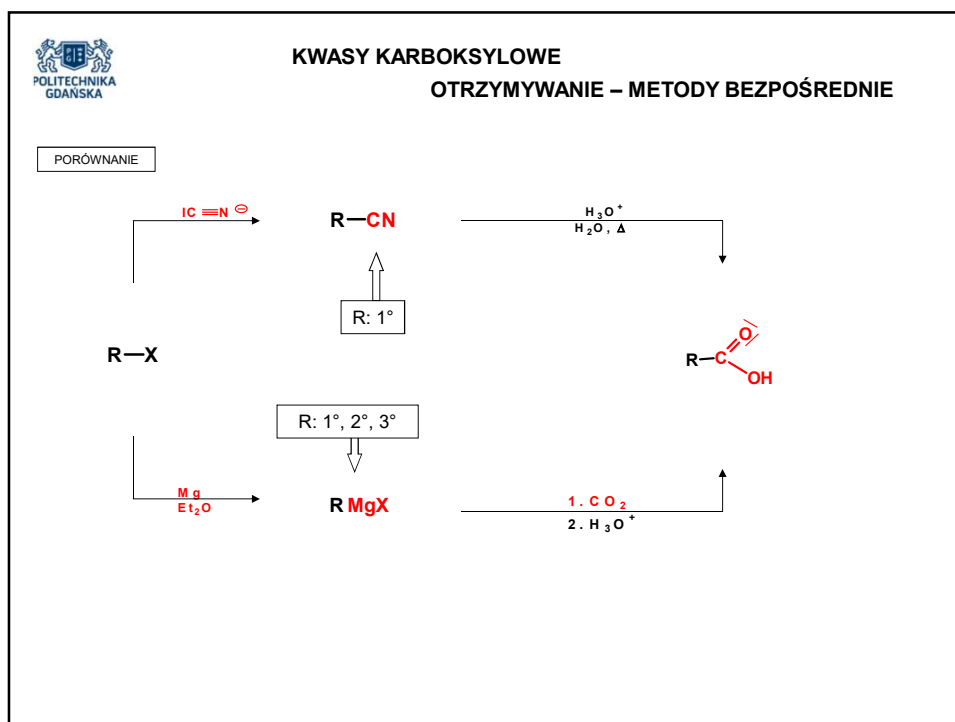 POLITECHNIKA
GDAŃSKA
KWASY KARBOKSYLOWE
OTRZYMYWANIE – METODY BEZPOŚREDNIE
PORÓWNANIE
IC≡N ⊖
R—CN
H₃O⁺
H₂O, Δ
R: 1°
R—X
R—C
O
OH
R: 1°, 2°, 3°
Mg
Et₂O
R MgX
1. CO₂
2. H₃O⁺